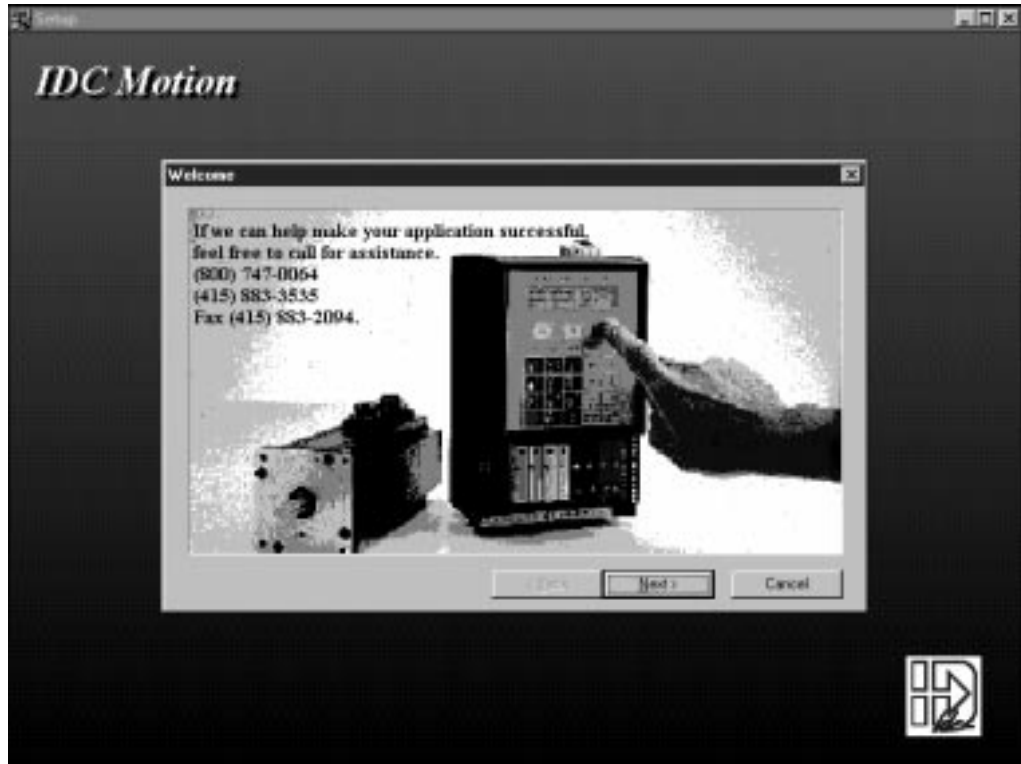 Setup
IDC Motion
Welcome
If we can help make your application successful,
feel free to call for assistance.
(800) 747-0064
(415) 883-3535
Fax (415) 883-2094.
< Back
Next >
Cancel